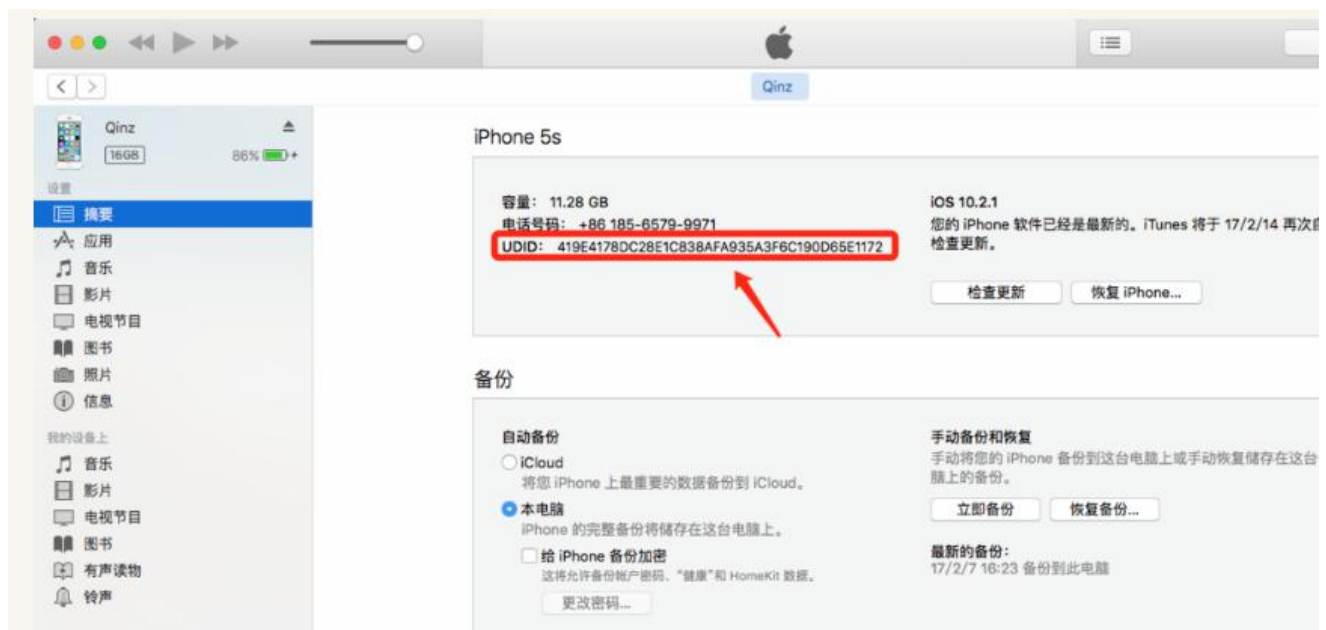 Qinz
Qinz
16GB
86%
设置
摘要
应用
音乐
影片
电视节目
图书
照片
信息
我的设备上
音乐
影片
电视节目
图书
有声读物
铃声
iPhone 5s
容量： 11.28 GB
电话号码： +86 185-6579-9971
UDID： 419E4178DC28E1C838AFA935A3F6C190D65E1172
iOS 10.2.1
您的 iPhone 软件已经是最新的。iTunes 将于 17/2/14 再次自
检查更新。
检查更新
恢复 iPhone...
备份
自动备份
iCloud
将您 iPhone 上最重要的数据备份到 iCloud。
本电脑
iPhone 的完整备份将储存在这台电脑上。
给 iPhone 备份加密
这将允许备份帐户密码、“健康”和 HomeKit 数据。
更改密码...
手动备份和恢复
手动将您的 iPhone 备份到这台电脑上或手动恢复储存在这台
脑上的备份。
立即备份
恢复备份...
最新的备份：
17/2/7 16:23 备份到此电脑